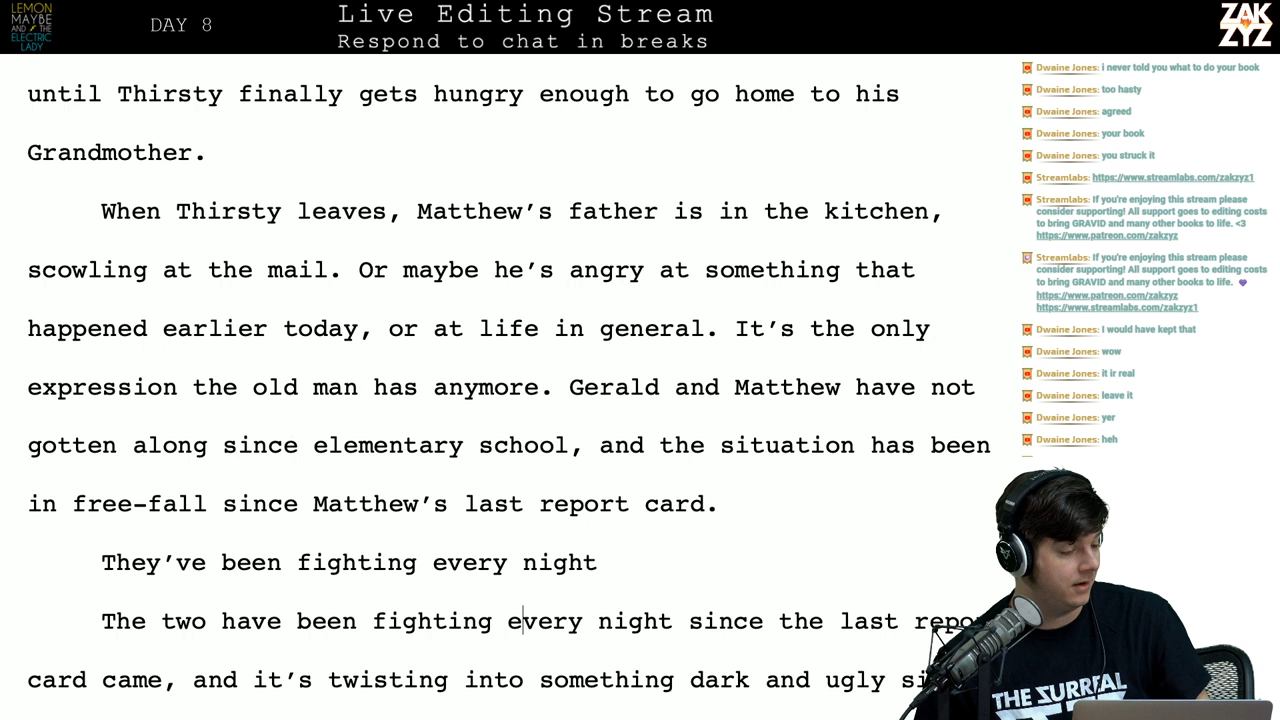 LEMON
MAYBE
AND THE
ELECTRIC
LADY
DAY 8
Live Editing Stream
Respond to chat in breaks
ZAK
ZYZ
until Thirsty finally gets hungry enough to go home to his
Grandmother.
When Thirsty leaves, Matthew’s father is in the kitchen,
scowling at the mail. Or maybe he’s angry at something that
happened earlier today, or at life in general. It’s the only
expression the old man has anymore. Gerald and Matthew have not
gotten along since elementary school, and the situation has been
in free-fall since Matthew’s last report card.
They’ve been fighting every night
The two have been fighting every night since the last
card came, and it’s twisting into something dark and ugly
Dwaine Jones: i never told you what to do your book
Dwaine Jones: too hasty
Dwaine Jones: agreed
Dwaine Jones: your book
Dwaine Jones: you struck it
Streamlabs: https://www.streamlabs.com/zakzyz1
Streamlabs: If you're enjoying this stream please
consider supporting! All support goes to editing costs
to bring GRAVID and many other books to life. <3
https://www.patreon.com/zakzyz
Streamlabs: If you're enjoying this stream please
consider supporting! All support goes to editing costs
to bring GRAVID and many other books to life. 💜
https://www.patreon.com/zakzyz
https://www.streamlabs.com/zakzyz1
Dwaine Jones: I would have kept that
Dwaine Jones: wow
Dwaine Jones: it ir real
Dwaine Jones: leave it
Dwaine Jones: yer
Dwaine Jones: heh
THE SURREAL